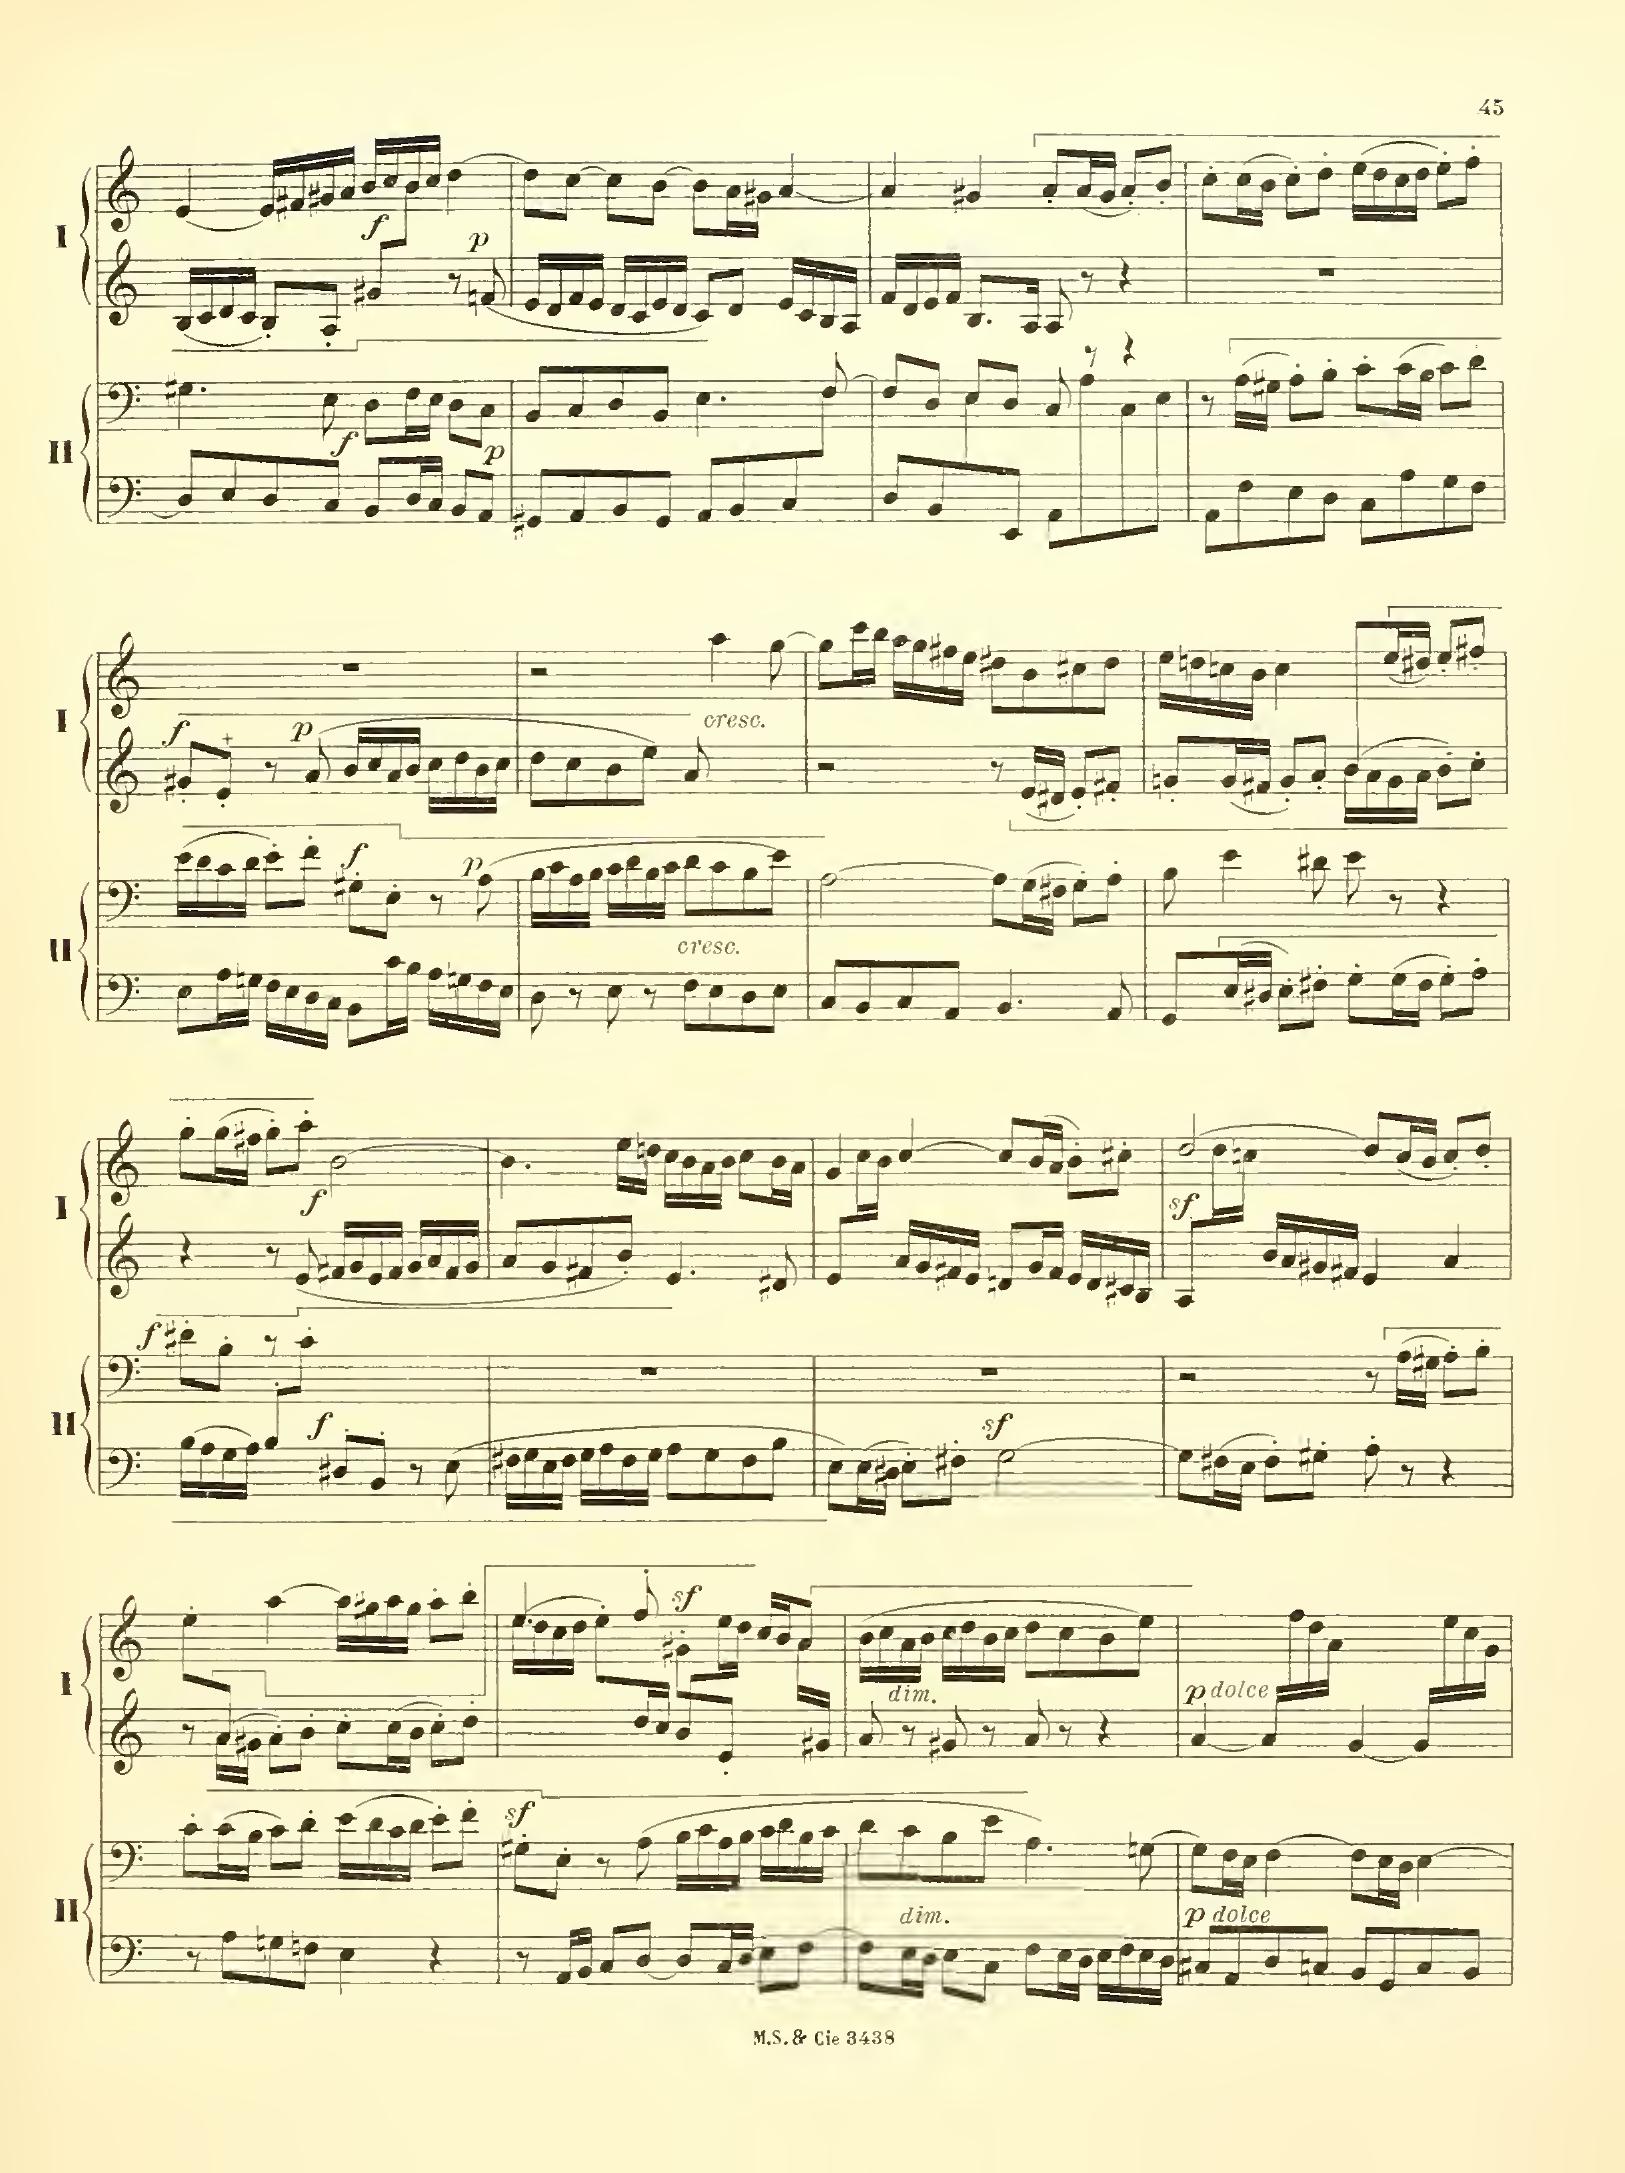 45
I
f
p
II
f
p
I
f
p
cresc.
II
f
p
cresc.
I
f
sf
II
f
f
sf
I
sf
dim.
p dolce
II
sf
dim.
p dolce
M.S. & Cie 3438